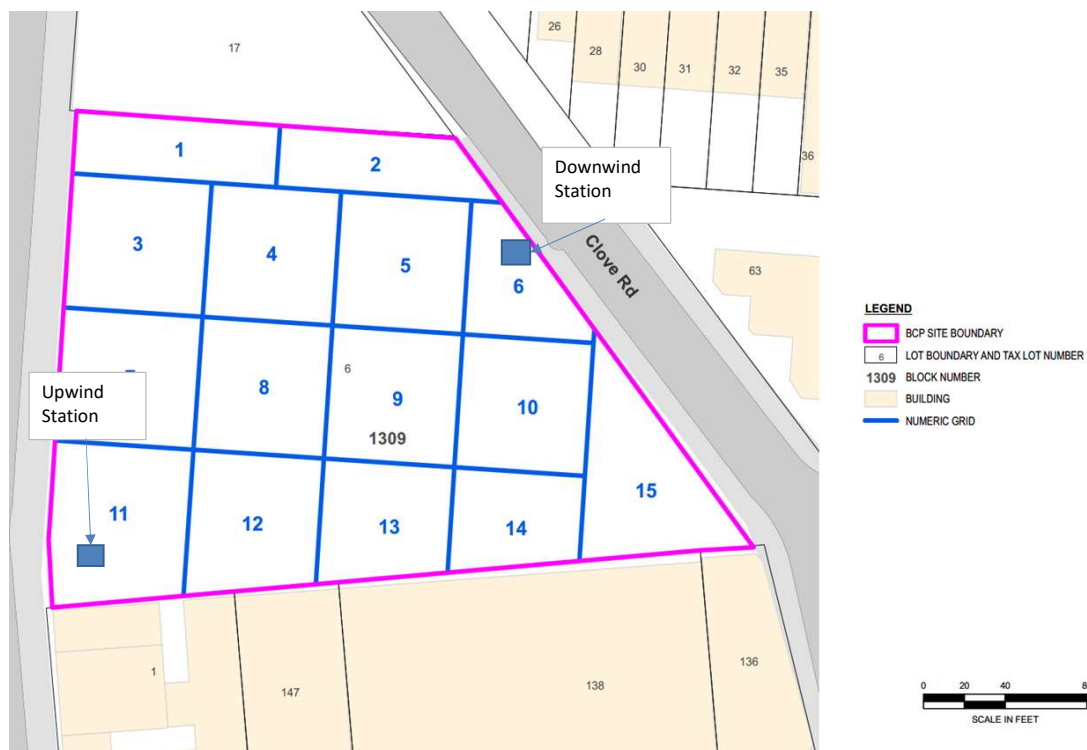 17
26
28
30
31
32
35
36
1
2
Downwind
Station
3
4
5
6
Clove Rd
63
LEGEND
BCP SITE BOUNDARY
6 LOT BOUNDARY AND TAX LOT NUMBER
1309 BLOCK NUMBER
BUILDING
NUMERIC GRID
Upwind
Station
8
6
9
10
1309
11
12
13
14
15
1
147
138
136
0 20 40
SCALE IN FEET